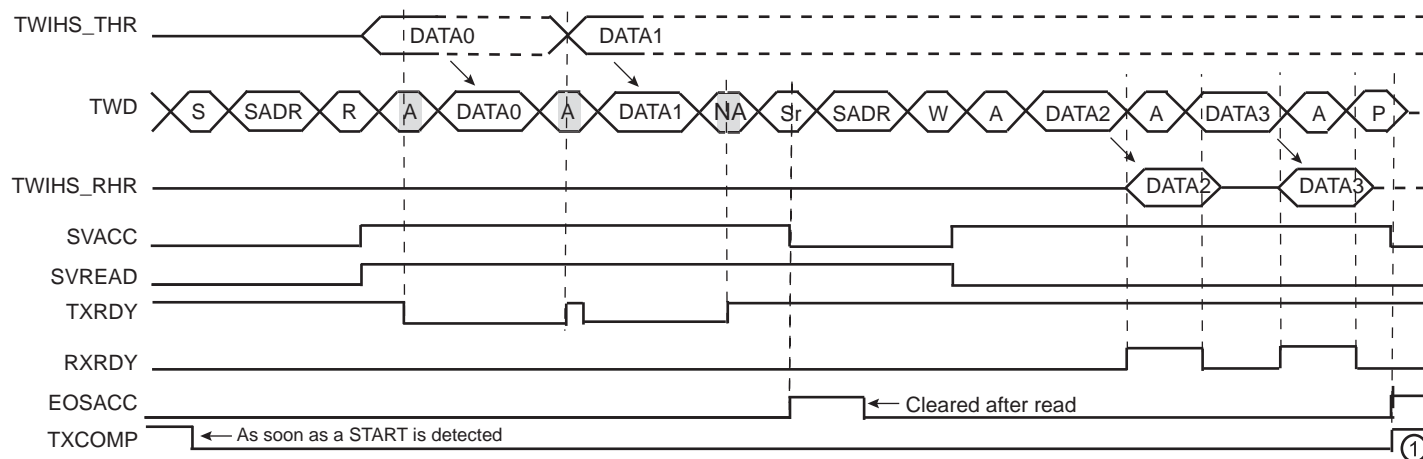 TWIHS_THR DATA0 DATA1
TWD S SADR R A DATA0 A DATA1 NA Sr SADR W A DATA2 A DATA3 A P
TWIHS_RHR DATA2 DATA3
SVACC
SVREAD
TXRDY
RXRDY
EOSACC Cleared after read
TXCOMP As soon as a START is detected 1